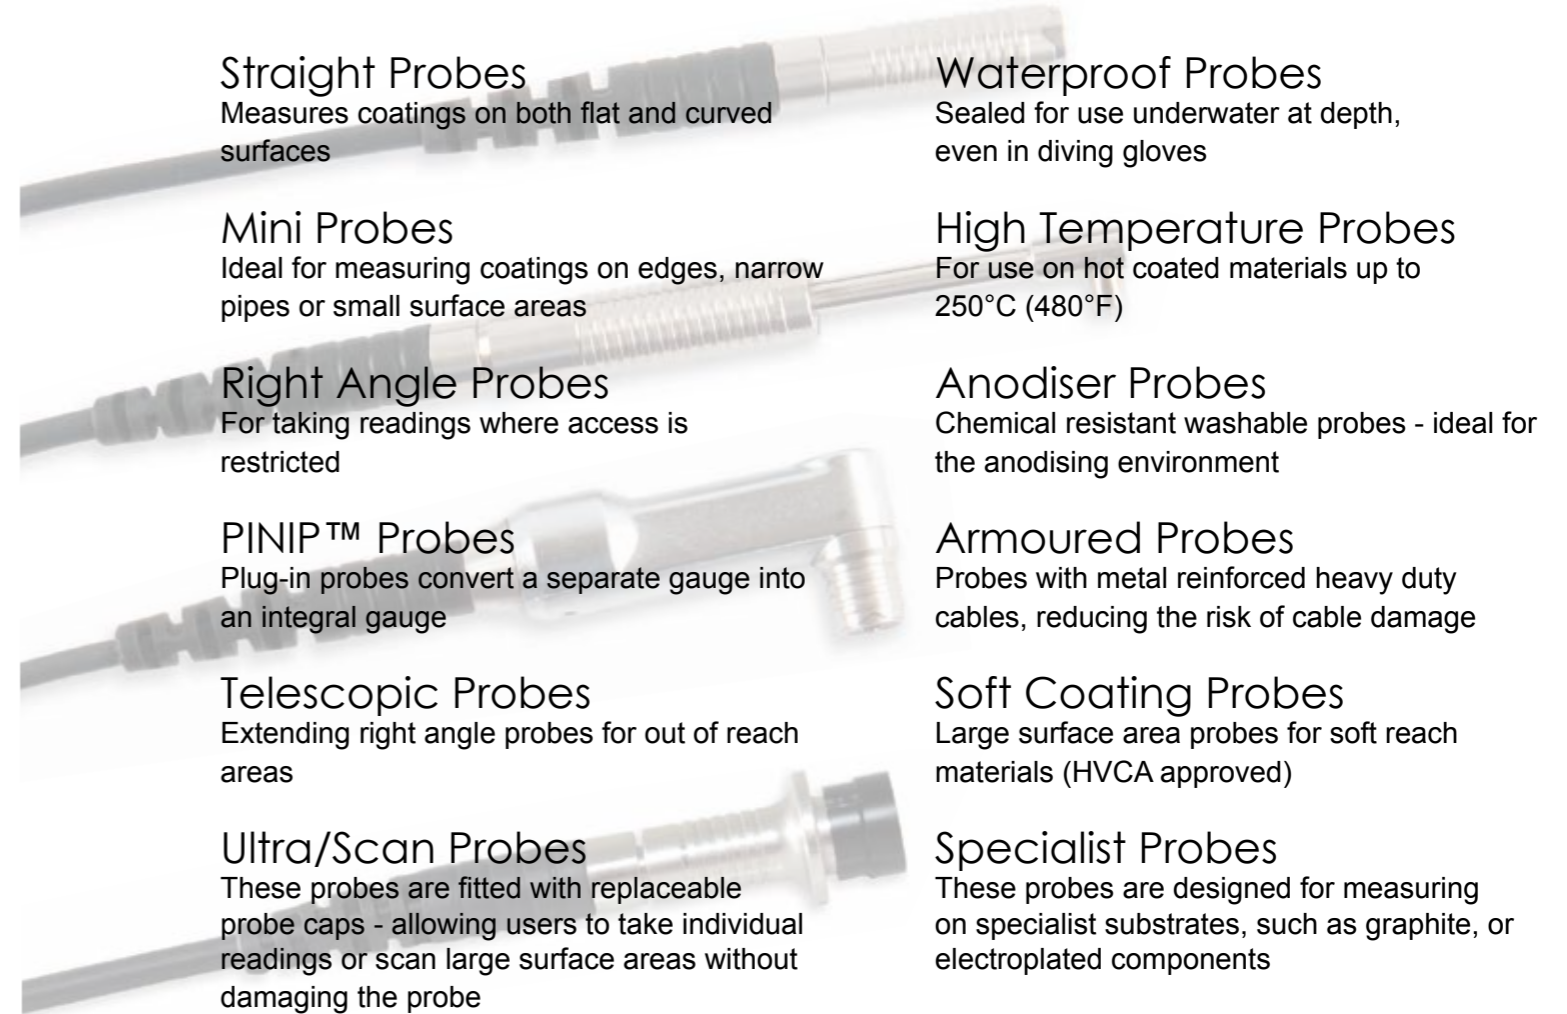 Straight Probes
Measures coatings on both flat and curved
surfaces
Mini Probes
Ideal for measuring coatings on edges, narrow
pipes or small surface areas
Right Angle Probes
For taking readings where access is
restricted
PINIP™ Probes
Plug-in probes convert a separate gauge into
an integral gauge
Telescopic Probes
Extending right angle probes for out of reach
areas
Ultra/Scan Probes
These probes are fitted with replaceable
probe caps - allowing users to take individual
readings or scan large surface areas without
damaging the probe
Waterproof Probes
Sealed for use underwater at depth,
even in diving gloves
High Temperature Probes
For use on hot coated materials up to
250°C (480°F)
Anodiser Probes
Chemical resistant washable probes - ideal for
the anodising environment
Armoured Probes
Probes with metal reinforced heavy duty
cables, reducing the risk of cable damage
Soft Coating Probes
Large surface area probes for soft reach
materials (HVCA approved)
Specialist Probes
These probes are designed for measuring
on specialist substrates, such as graphite, or
electroplated components